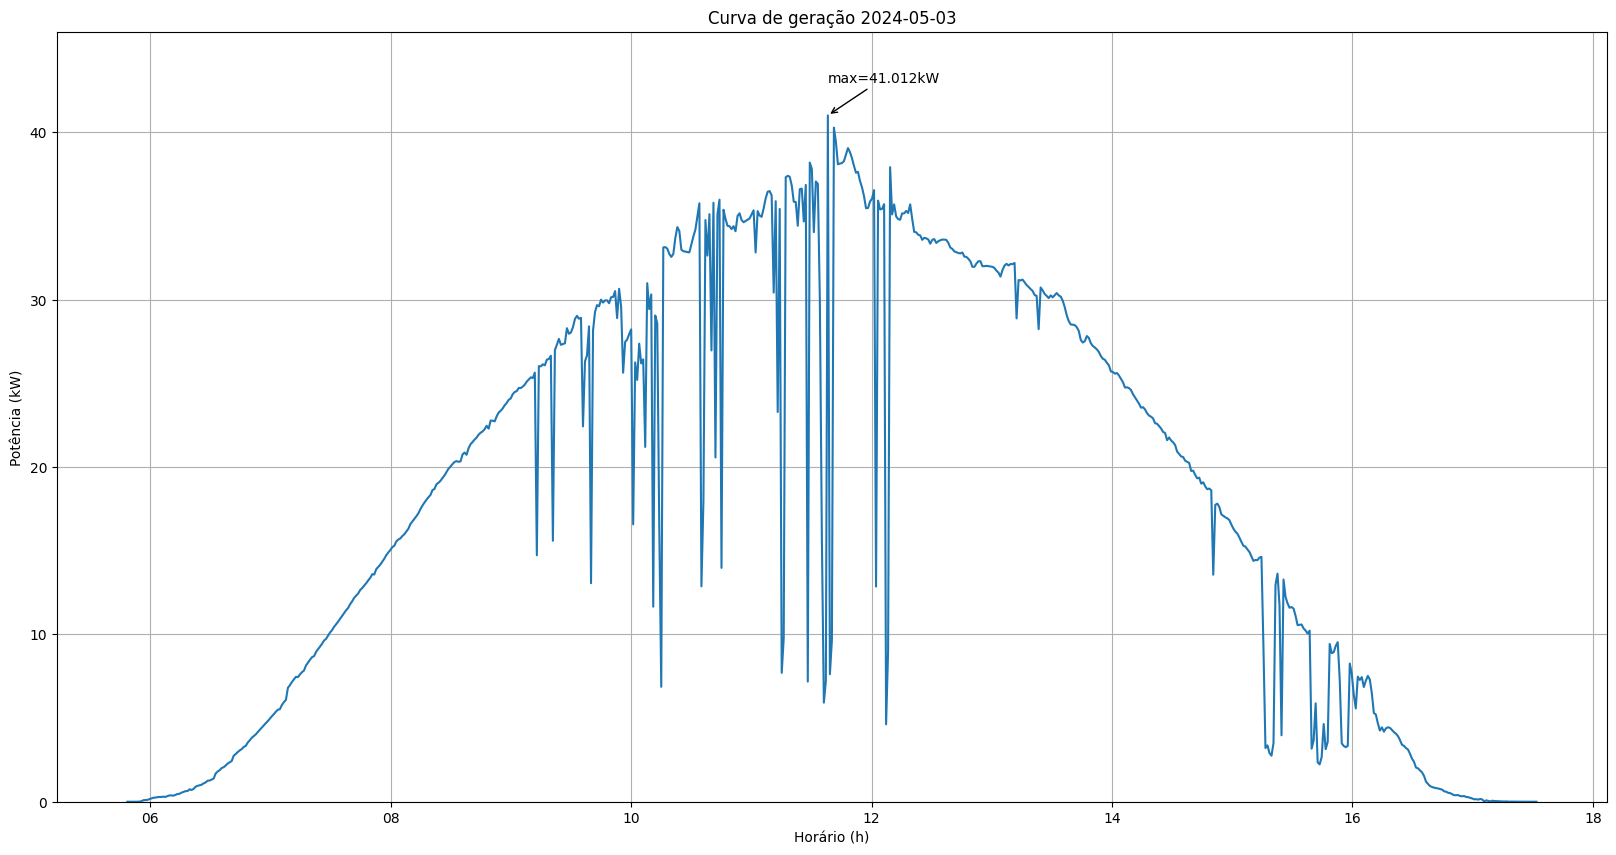 Curva de geração 2024-05-03
max=41.012kW
Potência (kW)
40
30
20
10
0
06 08 10 12 14 16 18
Horário (h)